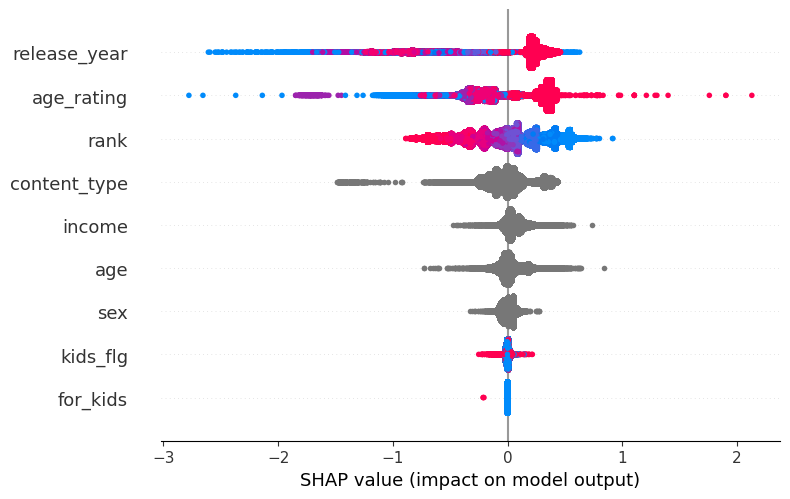 release_year
age_rating
rank
content_type
income
age
sex
kids_flg
for_kids
−3 −2 −1 0 1 2
SHAP value (impact on model output)